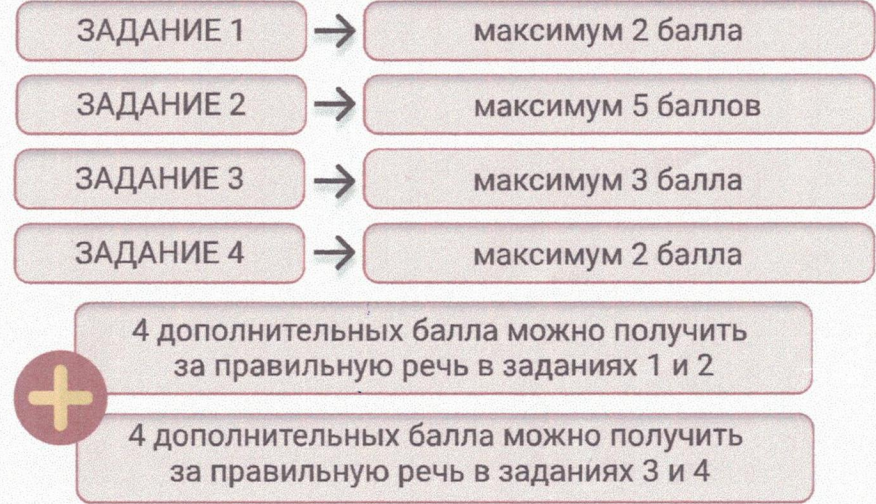 ЗАДАНИЕ 1 → максимум 2 балла
ЗАДАНИЕ 2 → максимум 5 баллов
ЗАДАНИЕ 3 → максимум 3 балла
ЗАДАНИЕ 4 → максимум 2 балла
4 дополнительных балла можно получить
за правильную речь в заданиях 1 и 2
4 дополнительных балла можно получить
за правильную речь в заданиях 3 и 4